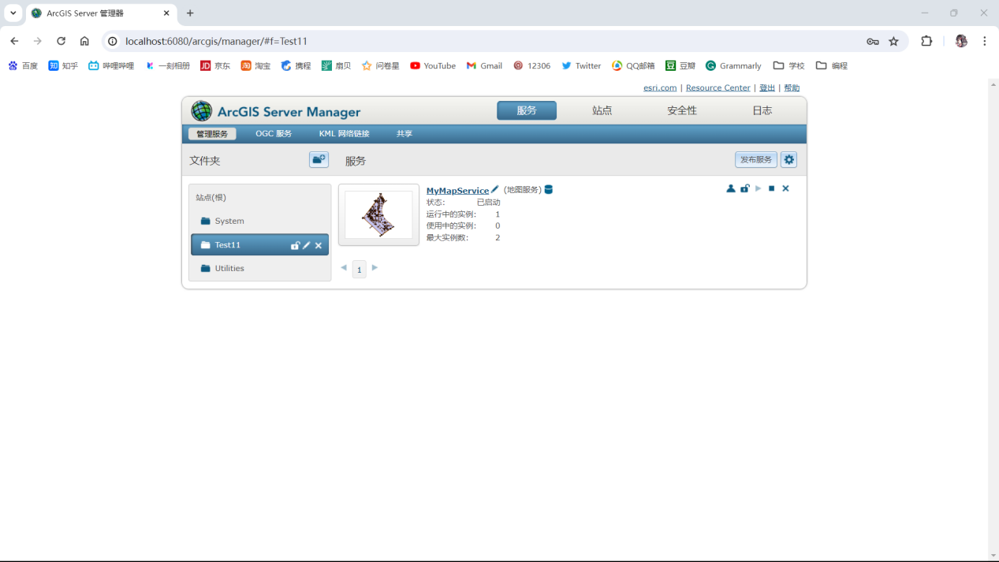 ArcGIS Server 管理器
localhost:6080/arcgis/manager/#f=Test11
百度 知乎 哔哩哔哩 一刻相册 京东 淘宝 携程 扇贝 问卷星 YouTube Gmail 12306 Twitter QQ邮箱 豆瓣 Grammarly 学校 编程
esri.com | Resource Center | 登出 | 帮助
ArcGIS Server Manager 服务 站点 安全性 日志
管理服务 OGC 服务 KML 网络链接 共享
文件夹 服务 发布服务
站点(根)
System
Test11
Utilities
MyMapService (地图服务)
状态: 已启动
运行中的实例: 1
使用中的实例: 0
最大实例数: 2
1